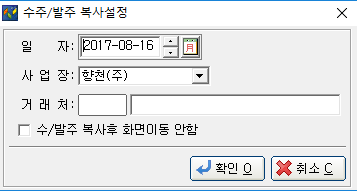 수주/발주 복사설정
일 자: 2017-08-16 月
사 업 장: 향천(주)
거 래 처:
수/발주 복사후 화면이동 안함
확인 O 취소 C